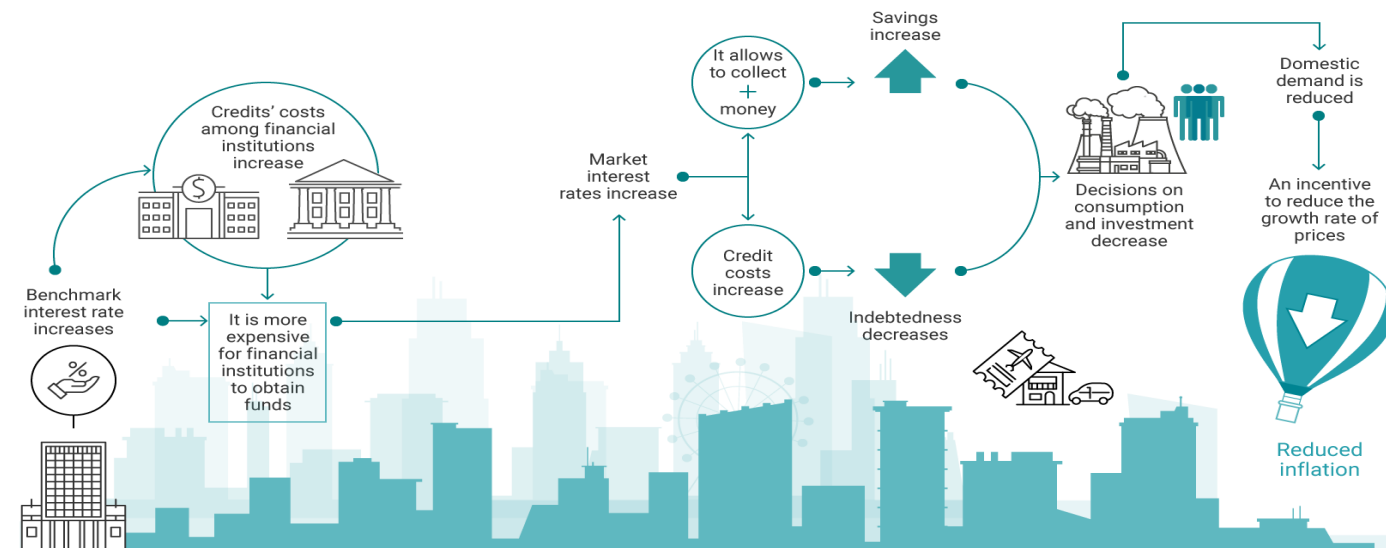 Benchmark
interest rate
increases
%
Credits' costs
among financial
institutions
increase
$
It is more
expensive
for financial
institutions
to obtain
funds
Market
interest
rates increase
It allows
to collect
+
money
Savings
increase
Credit
costs
increase
Indebtedness
decreases
Decisions on
consumption
and investment
decrease
Domestic
demand is
reduced
An incentive
to reduce the
growth rate of
prices
Reduced
inflation